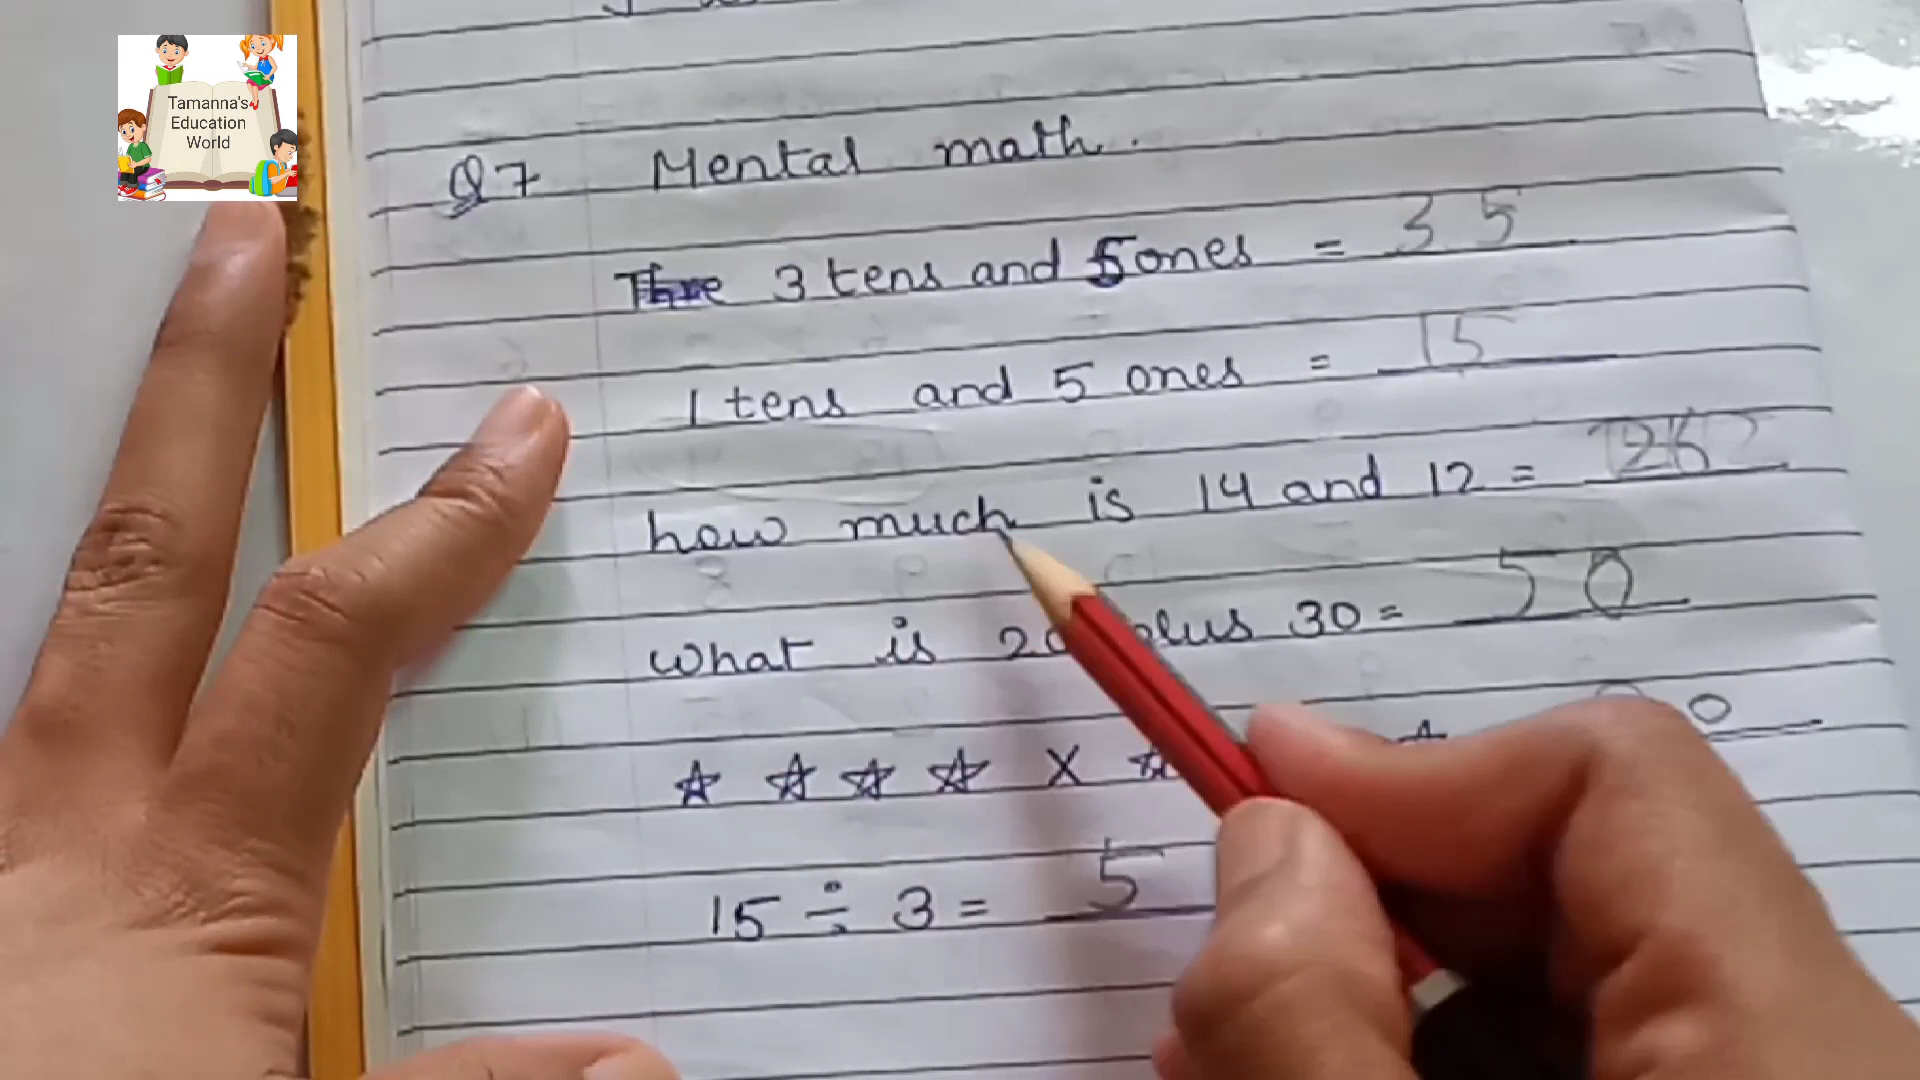 Tamanna's
Education
World
Q7 Mental math.
3 tens and 5 ones = 35
1 tens and 5 ones = 15
how much is 14 and 12 = 26
what is 20 plus 30 = 50
☆ ☆ ☆ ☆ X ☆ 0
15 ÷ 3 = 5